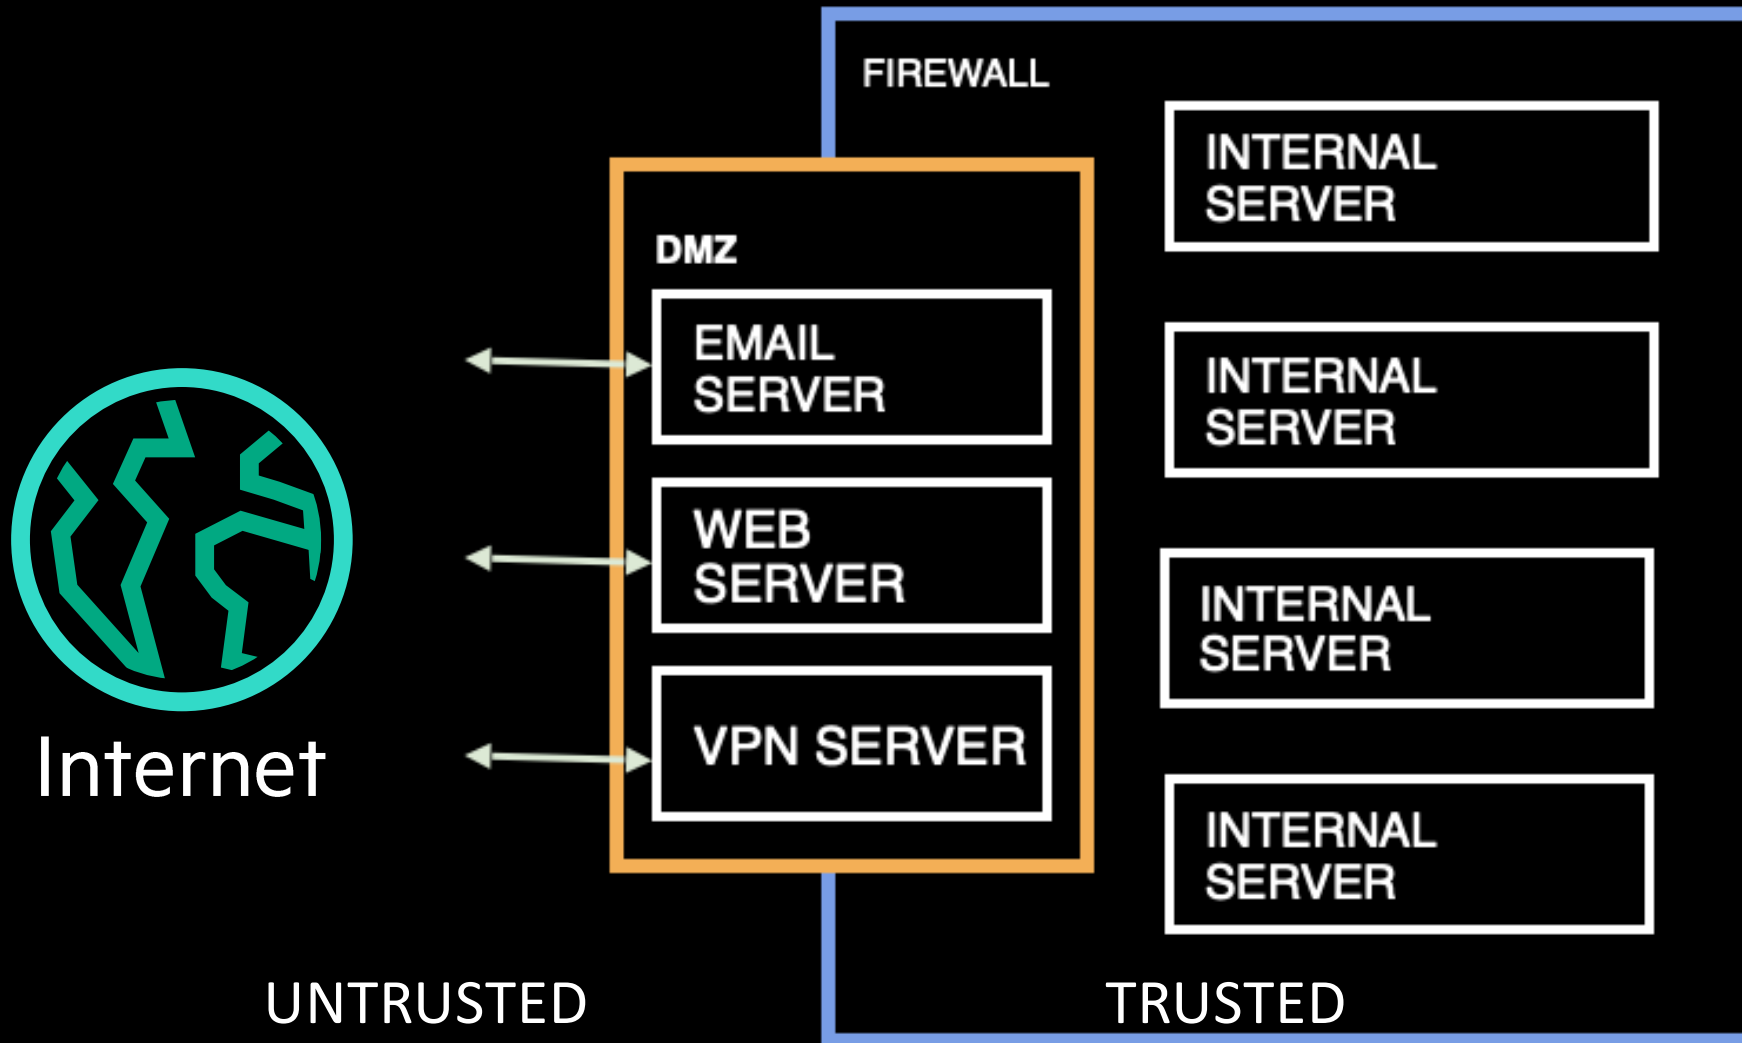 FIREWALL
DMZ
EMAIL
SERVER
WEB
SERVER
VPN SERVER
INTERNAL
SERVER
INTERNAL
SERVER
INTERNAL
SERVER
INTERNAL
SERVER
Internet
UNTRUSTED
TRUSTED